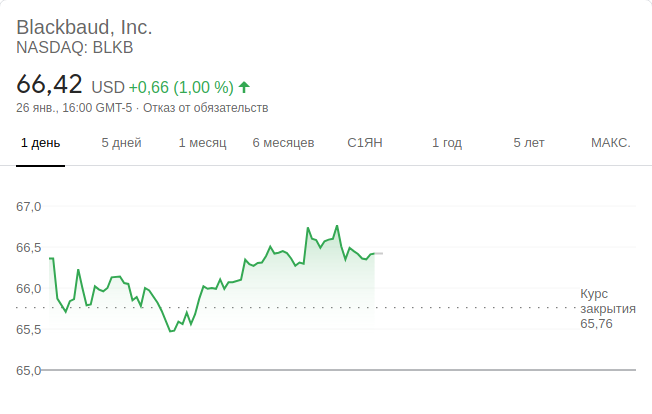 Blackbaud, Inc.
NASDAQ: BLKB
66,42 USD +0,66 (1,00 %)
26 янв., 16:00 GMT-5 · Отказ от обязательств
1 день 5 дней 1 месяц 6 месяцев С1ЯН 1 год 5 лет МАКС.
67,0
66,5
66,0
65,5
65,0
Курс
закрытия
65,76